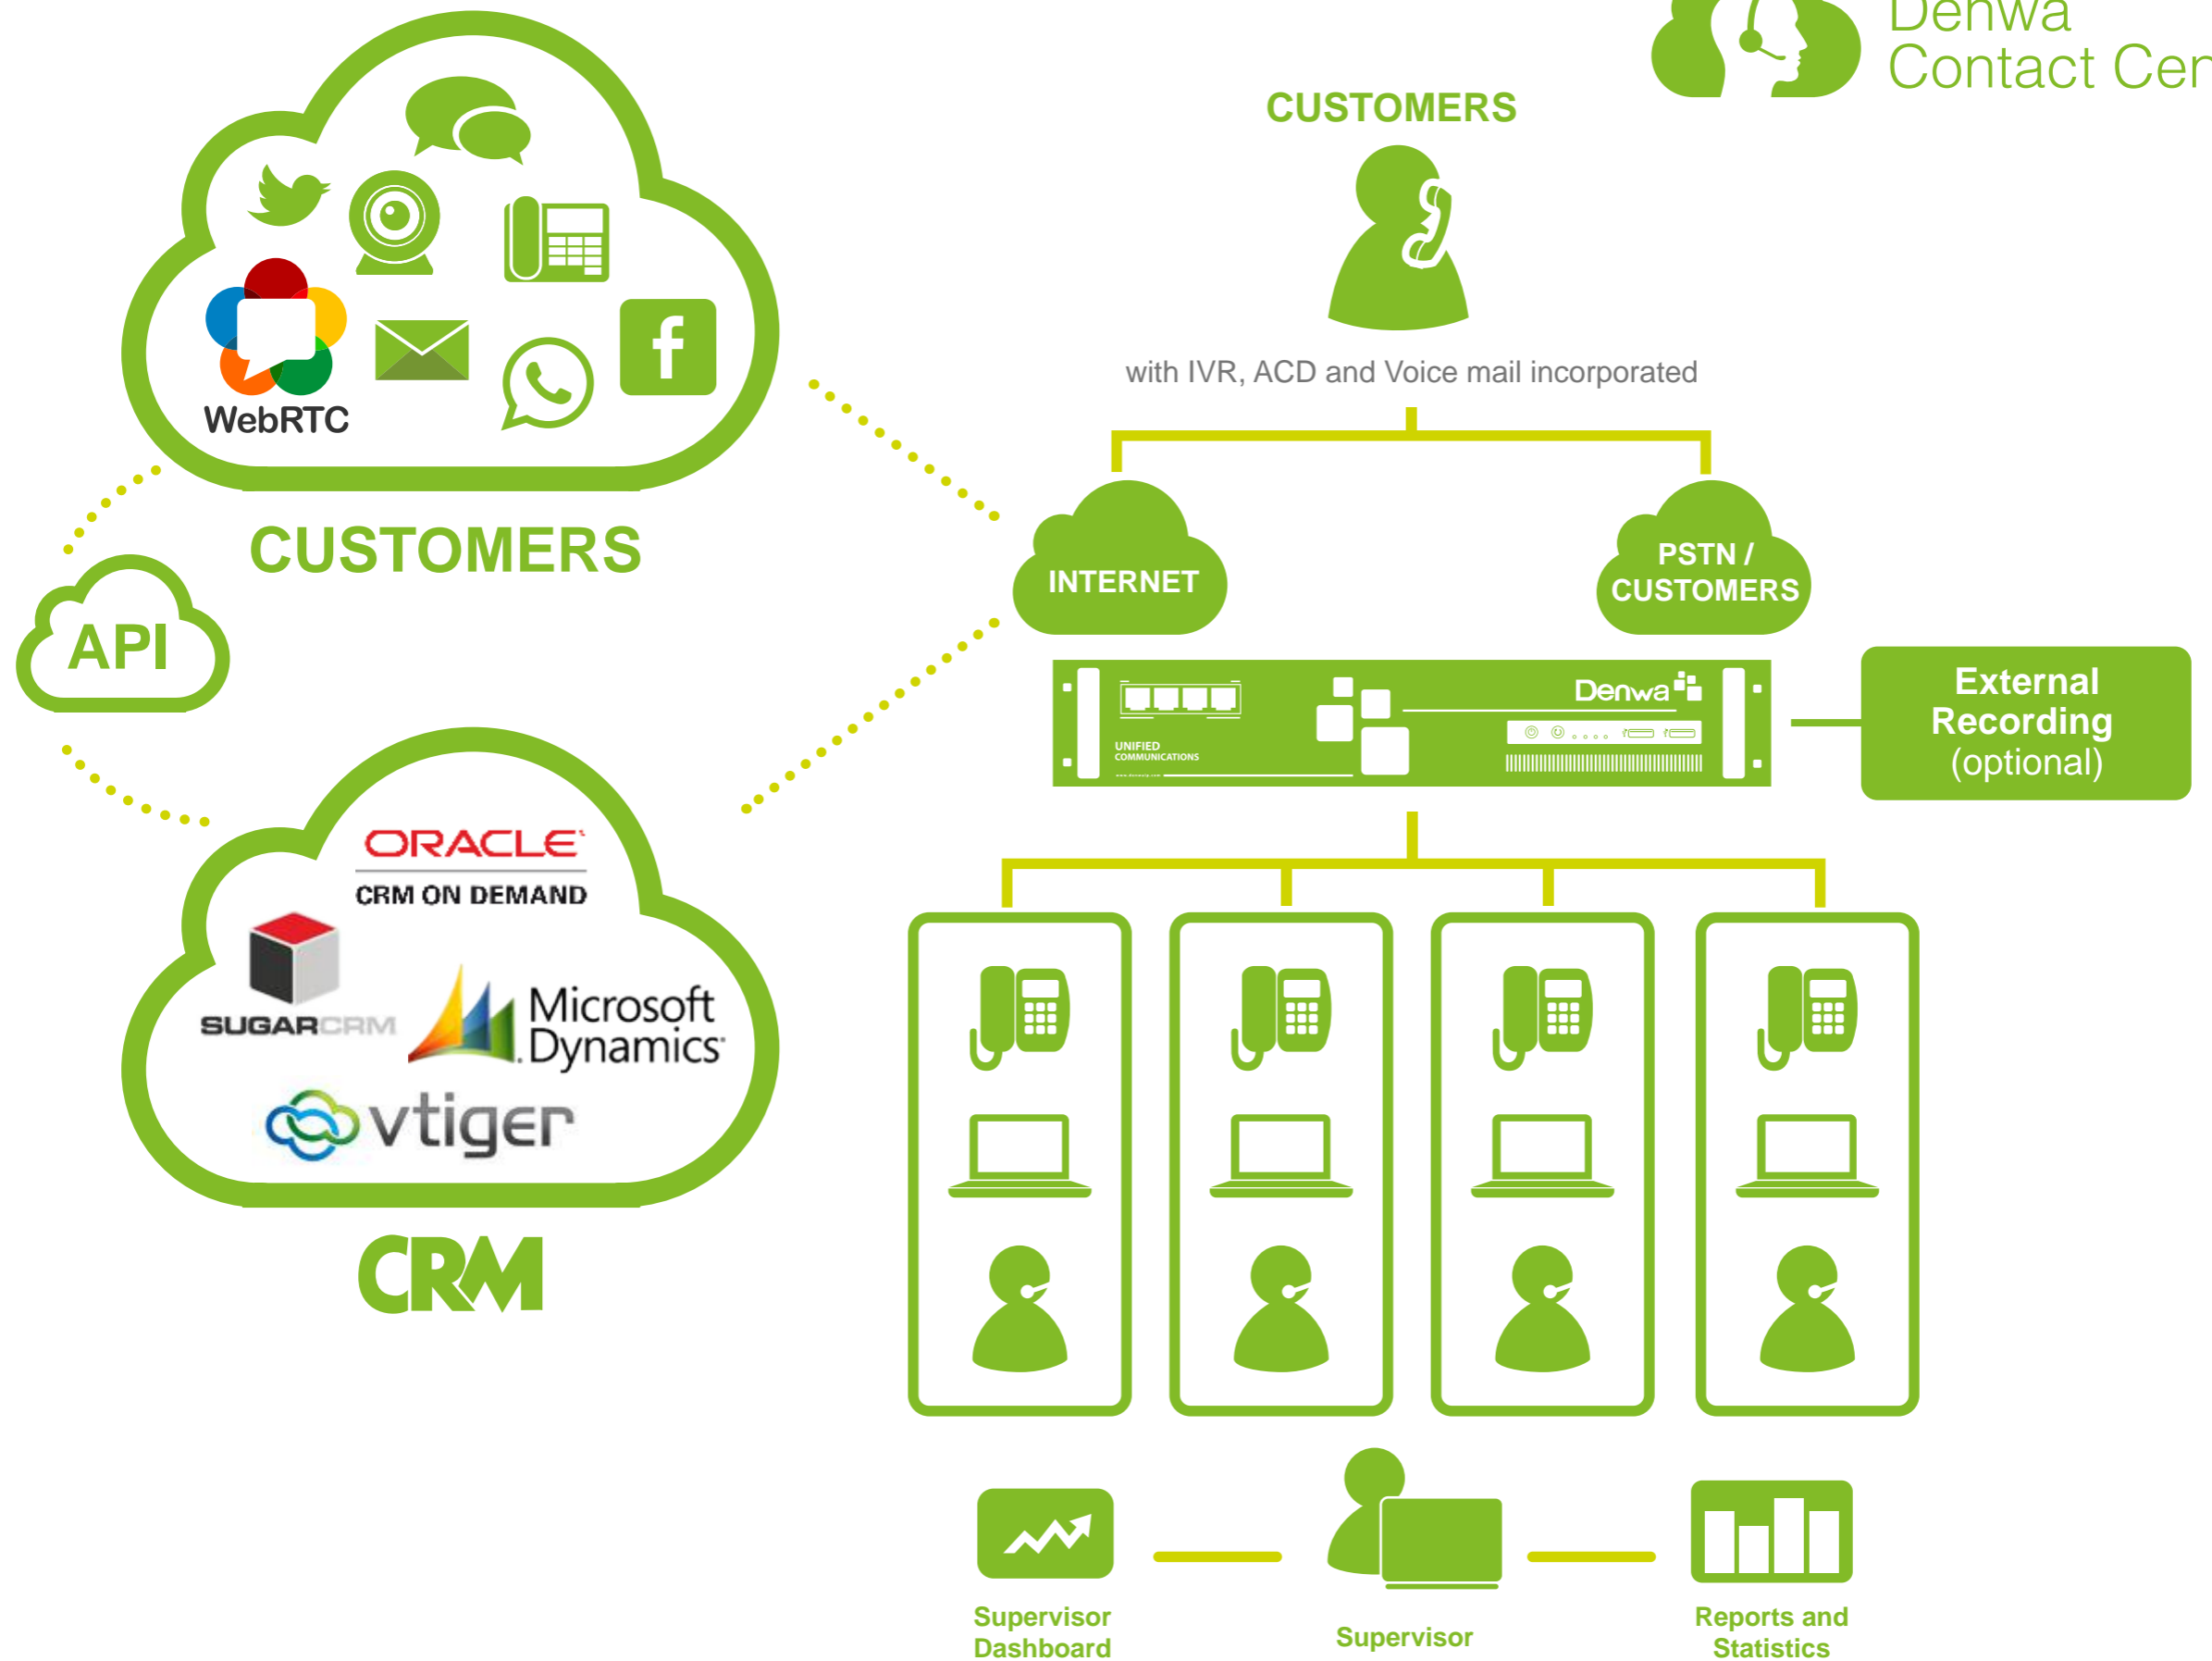 Denwa
Contact Cen
CUSTOMERS
with IVR, ACD and Voice mail incorporated
WebRTC
CUSTOMERS
API
INTERNET
PSTN /
CUSTOMERS
Denwa
UNIFIED
COMMUNICATIONS
External
Recording
(optional)
ORACLE
CRM ON DEMAND
SUGARCRM
Microsoft
Dynamics
vtiger
CRM
Supervisor
Dashboard
Supervisor
Reports and
Statistics